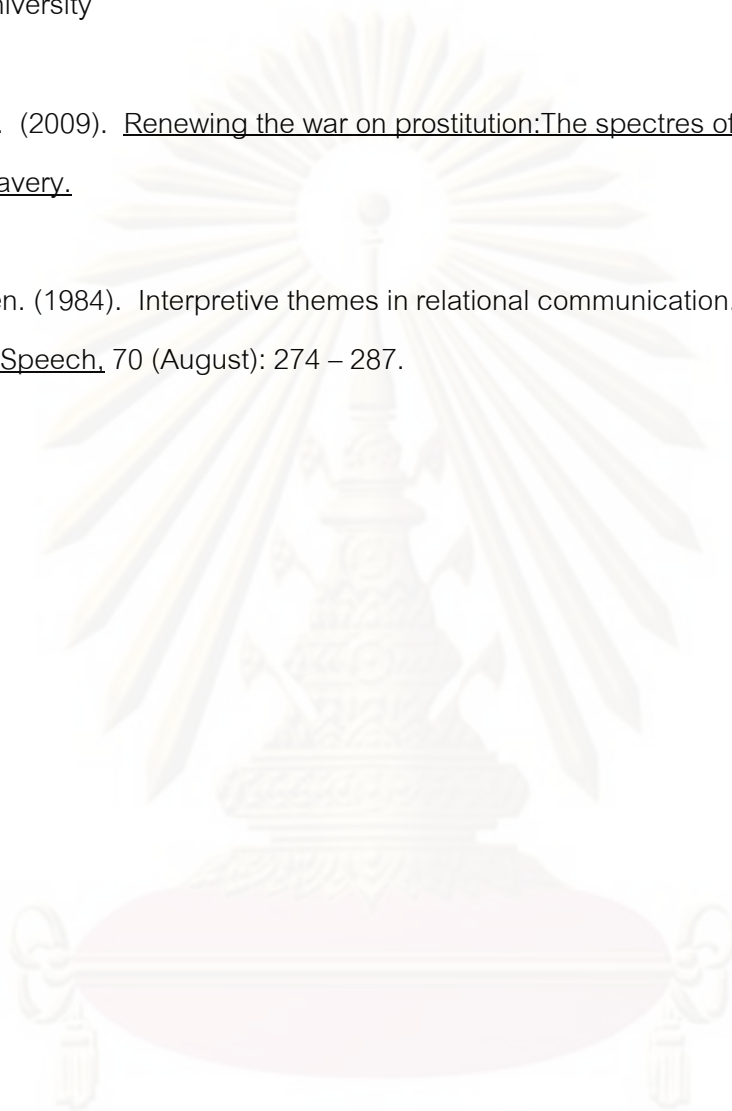 . (2009). Renewing the war on prostitution:The spectres of
avery.
en. (1984). Interpretive themes in relational communication.
Speech, 70 (August): 274 – 287.